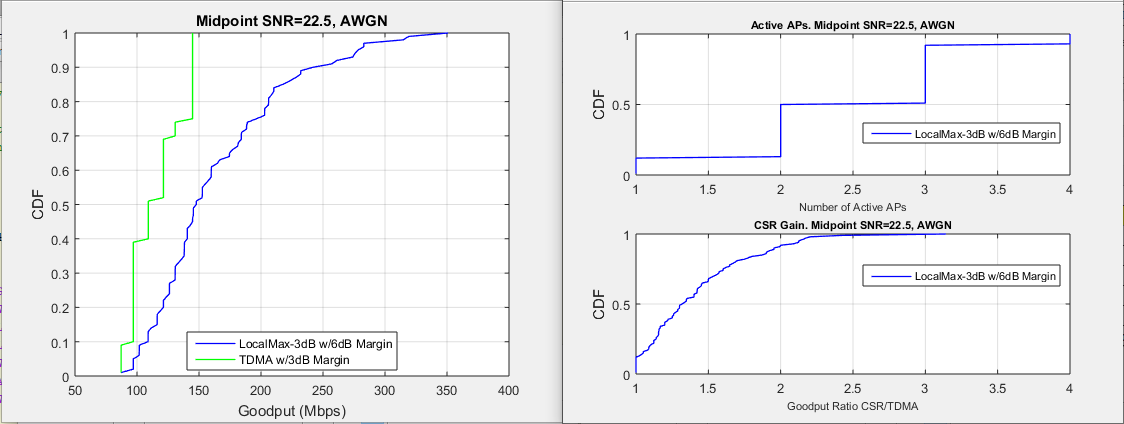 Midpoint SNR=22.5, AWGN
1
0.9
0.8
0.7
0.6
0.5
0.4
0.3
0.2
0.1
0
CDF
LocalMax-3dB w/6dB Margin
TDMA w/3dB Margin
50 100 150 200 250 300 350 400
Goodput (Mbps)
Active APs. Midpoint SNR=22.5, AWGN
1
0.5
0
CDF
LocalMax-3dB w/6dB Margin
1 1.5 2 2.5 3 3.5 4
Number of Active APs
CSR Gain. Midpoint SNR=22.5, AWGN
1
0.5
0
CDF
LocalMax-3dB w/6dB Margin
1 1.5 2 2.5 3 3.5 4
Goodput Ratio CSR/TDMA